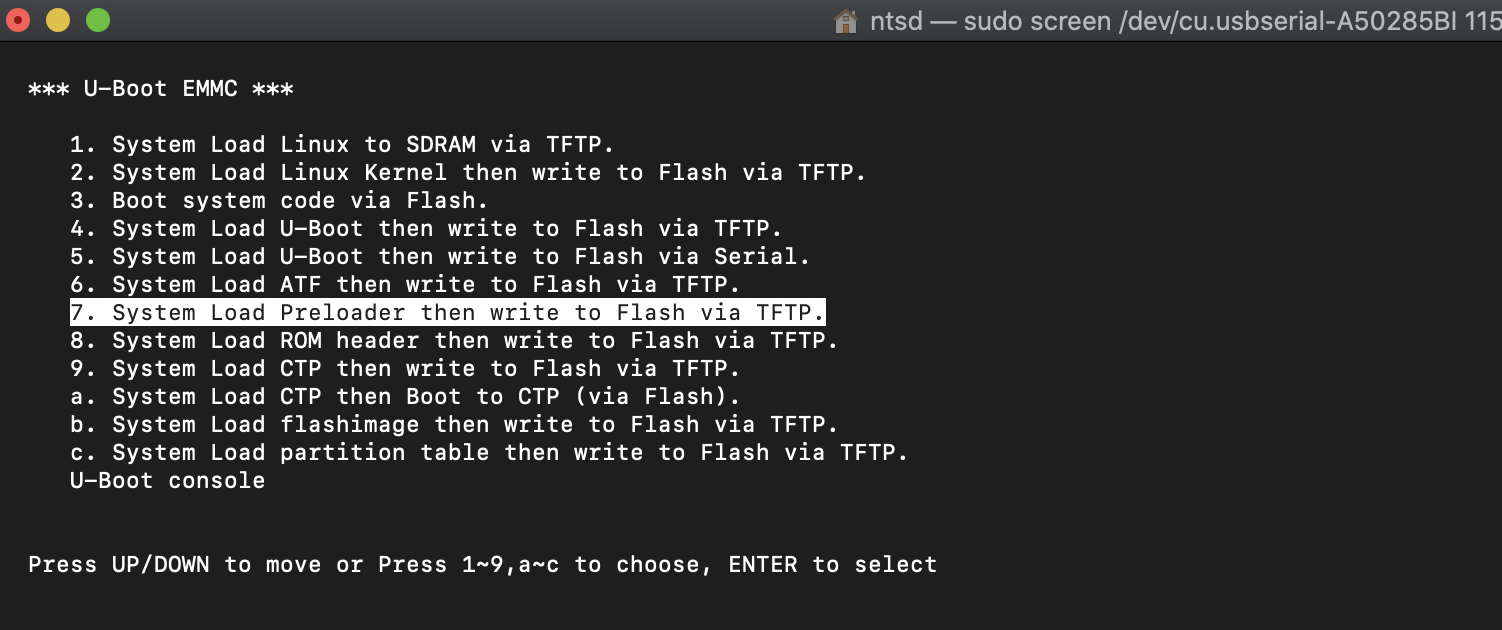 ntsd — sudo screen /dev/cu.usbserial-A50285BI 115
*** U-Boot EMMC ***
1. System Load Linux to SDRAM via TFTP.
2. System Load Linux Kernel then write to Flash via TFTP.
3. Boot system code via Flash.
4. System Load U-Boot then write to Flash via TFTP.
5. System Load U-Boot then write to Flash via Serial.
6. System Load ATF then write to Flash via TFTP.
7. System Load Preloader then write to Flash via TFTP.
8. System Load ROM header then write to Flash via TFTP.
9. System Load CTP then write to Flash via TFTP.
a. System Load CTP then Boot to CTP (via Flash).
b. System Load flashimage then write to Flash via TFTP.
c. System Load partition table then write to Flash via TFTP.
U-Boot console
Press UP/DOWN to move or Press 1~9,a~c to choose, ENTER to select